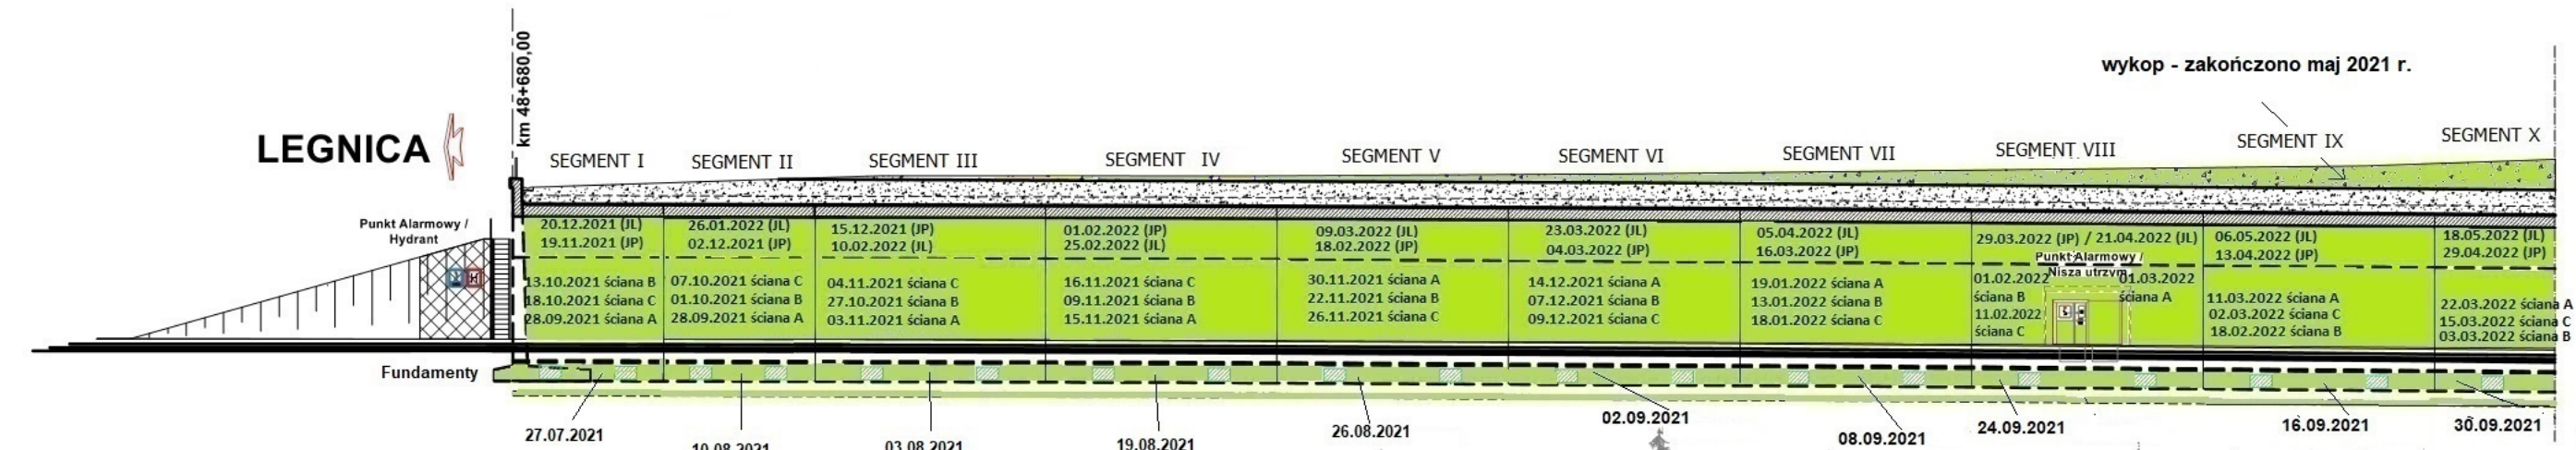 km 48+680,00
wykop - zakończono maj 2021 r.
LEGNICA
SEGMENT I
SEGMENT II
SEGMENT III
SEGMENT IV
SEGMENT V
SEGMENT VI
SEGMENT VII
SEGMENT VIII
SEGMENT IX
SEGMENT X
Punkt Alarmowy /
Hydrant
20.12.2021 (JL)
19.11.2021 (JP)
13.10.2021 ściana B
18.10.2021 ściana C
28.09.2021 ściana A
26.01.2022 (JL)
02.12.2021 (JP)
07.10.2021 ściana C
01.10.2021 ściana B
28.09.2021 ściana A
15.12.2021 (JP)
10.02.2022 (JL)
04.11.2021 ściana C
27.10.2021 ściana B
03.11.2021 ściana A
01.02.2022 (JP)
25.02.2022 (JL)
16.11.2021 ściana C
09.11.2021 ściana B
15.11.2021 ściana A
09.03.2022 (JL)
18.02.2022 (JP)
30.11.2021 ściana A
22.11.2021 ściana B
26.11.2021 ściana C
23.03.2022 (JL)
04.03.2022 (JP)
14.12.2021 ściana A
07.12.2021 ściana B
09.12.2021 ściana C
05.04.2022 (JL)
16.03.2022 (JP)
19.01.2022 ściana A
13.01.2022 ściana B
18.01.2022 ściana C
29.03.2022 (JP) / 21.04.2022 (JL)
Punkt Alarmowy /
Nisza utrzym.
01.02.2022
ściana B
11.02.2022
ściana C
01.03.2022
ściana A
06.05.2022 (JL)
13.04.2022 (JP)
11.03.2022 ściana A
02.03.2022 ściana C
18.02.2022 ściana B
18.05.2022 (JL)
29.04.2022 (JP)
22.03.2022 ściana A
15.03.2022 ściana C
03.03.2022 ściana B
Fundamenty
27.07.2021
10.08.2021
03.08.2021
19.08.2021
26.08.2021
02.09.2021
08.09.2021
24.09.2021
16.09.2021
30.09.2021